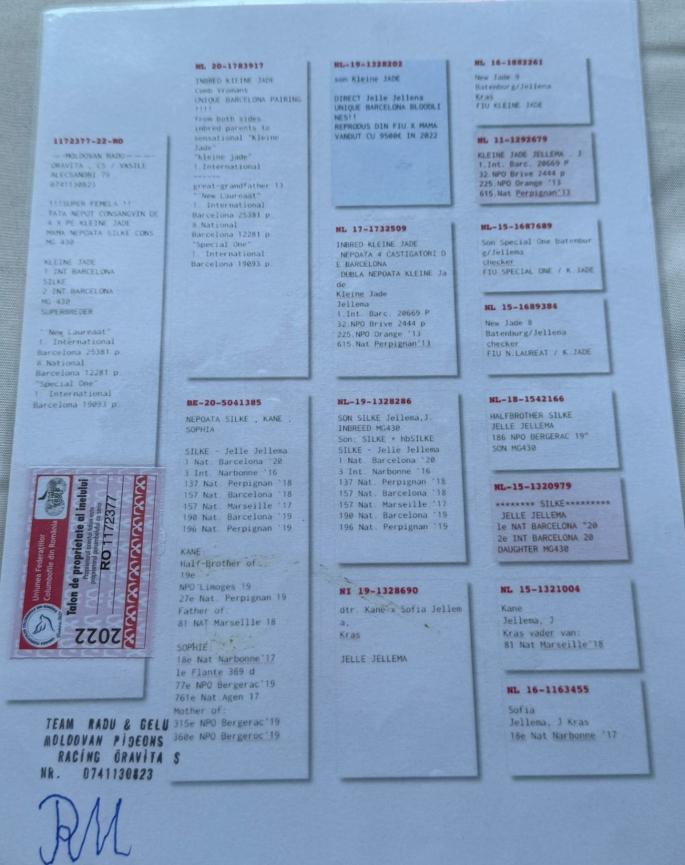 1172377-22-RO
MOLDOVAN RADU
ORAVITA , CS / VASILE
ALECSANDRI 79
0741130823
!!!SUPER FEMELA !!
TATA NEPOT CONSANGVIN DE
4 X PE KLEINE JADE
MAMA NEPOATA SILKE CONS
MG 430
KLEINE JADE
1 INT BARCELONA
SILKE
2 INT BARCELONA
MG 430
SUPERBREEDER
"New Laureaat"
1. International
Barcelona 25381 p.
8.National
Barcelona 12281 p.
"Special One"
1. International
Barcelona 19093 p.
NL 20-1783917
INBRED KLEINE JADE
Comb Vromans
UNIQUE BARCELONA PAIRING
!!!!
from both sides
inbred parents to
sensational "Kleine
Jade"
"kleine jade"
1.International
------
great-grandfather 13
"New Laureaat"
1. International
Barcelona 25381 p.
8.National
Barcelona 12281 p.
"Special One"
1. International
Barcelona 19093 p.
BE-20-5041385
NEPOATA SILKE , KANE ,
SOPHIA
SILKE - Jelle Jellema
1 Nat. Barcelona '20
3 Int. Narbonne '16
137 Nat. Perpignan '18
157 Nat. Marseille '18
157 Nat. Marseille '17
190 Nat. Barcelona '19
196 Nat. Perpignan '19
KANE
Half-Brother of
19e
NPO Limoges 19
27e Nat. Perpignan 19
Father of:
81 NAT Marseille 18
SOPHIE
18e Nat Narbonne'17
le Flante 369 d
77e NPO Bergerac'19
761e Nat.Agen 17
Mother of:
315e NPO Bergerac'19
360e NPO Bergerac'19
NL-19-1328202
son Kleine JADE
DIRECT Jelle Jellema
UNIQUE BARCELONA BLOODLI
NES!!
REPRODUS DIN FIU X MAMA
VANDUT CU 9500€ IN 2022
NL 17-1732509
INBRED KLEINE JADE
NEPOATA 4 CASTIGATORI D
E BARCELONA
DUBLA NEPOATA KLEINE Ja
de
Kleine Jade
Jellema
1.Int. Barc. 20669 P
32.NPO Brive 2444 p
225.NPO Orange '13
615.Nat Perpignan'13
NL-19-1328286
SON SILKE Jellema,J.
INBREED MG430
Son: SILKE + hbSILKE
SILKE - Jelle Jellema
1 Nat. Barcelona '20
3 Int. Narbonne '16
137 Nat. Perpignan '18
157 Nat. Barcelona '18
157 Nat. Marseille '17
190 Nat. Barcelona '19
196 Nat. Perpignan '19
Nl 19-1328690
dtr. Kane x Sofia Jellem
a,
Kras
JELLE JELLEMA
NL 16-1882261
New Jade 9
Batenburg/Jellena
Kras
FIU KLEINE JADE
NL 11-1292679
KLEINE JADE JELLEMA , J
1.Int. Barc. 20669 p
32.NPO Brive 2444 p
225.NPO Orange '13
615.Nat Perpignan'13
NL-15-1687689
Son Special One batenbur
g/Jellema
checker
FIU SPECIAL ONE / K.JADE
NL 15-1689384
New Jade 8
Batenburg/Jellena
checker
FIU N.LAUREAT / K.JADE
NL-18-1542166
HALFBROTHER SILKE
JELLE JELLEMA
186 NPO BERGERAC 19"
SON MG430
NL-15-1320979
******** SILKE*********
JELLE JELLEMA
1e NAT BARCELONA "20
2e INT BARCELONA 20
DAUGHTER MG430
NL 15-1321004
Kane
Jellema, J
Kras vader van:
81 Nat Marseille'18
NL 16-1163455
Sofia
Jellema, J Kras
18e Nat Narbonne '17
Uniunea Federațiilor
Columbofile din România
Talon de proprietate al inelului
RO 1172377
2022
TEAM RADU & GELU
MOLDOVAN PIGEONS
RACING ORAVITA S
NR. 0741130823
RM